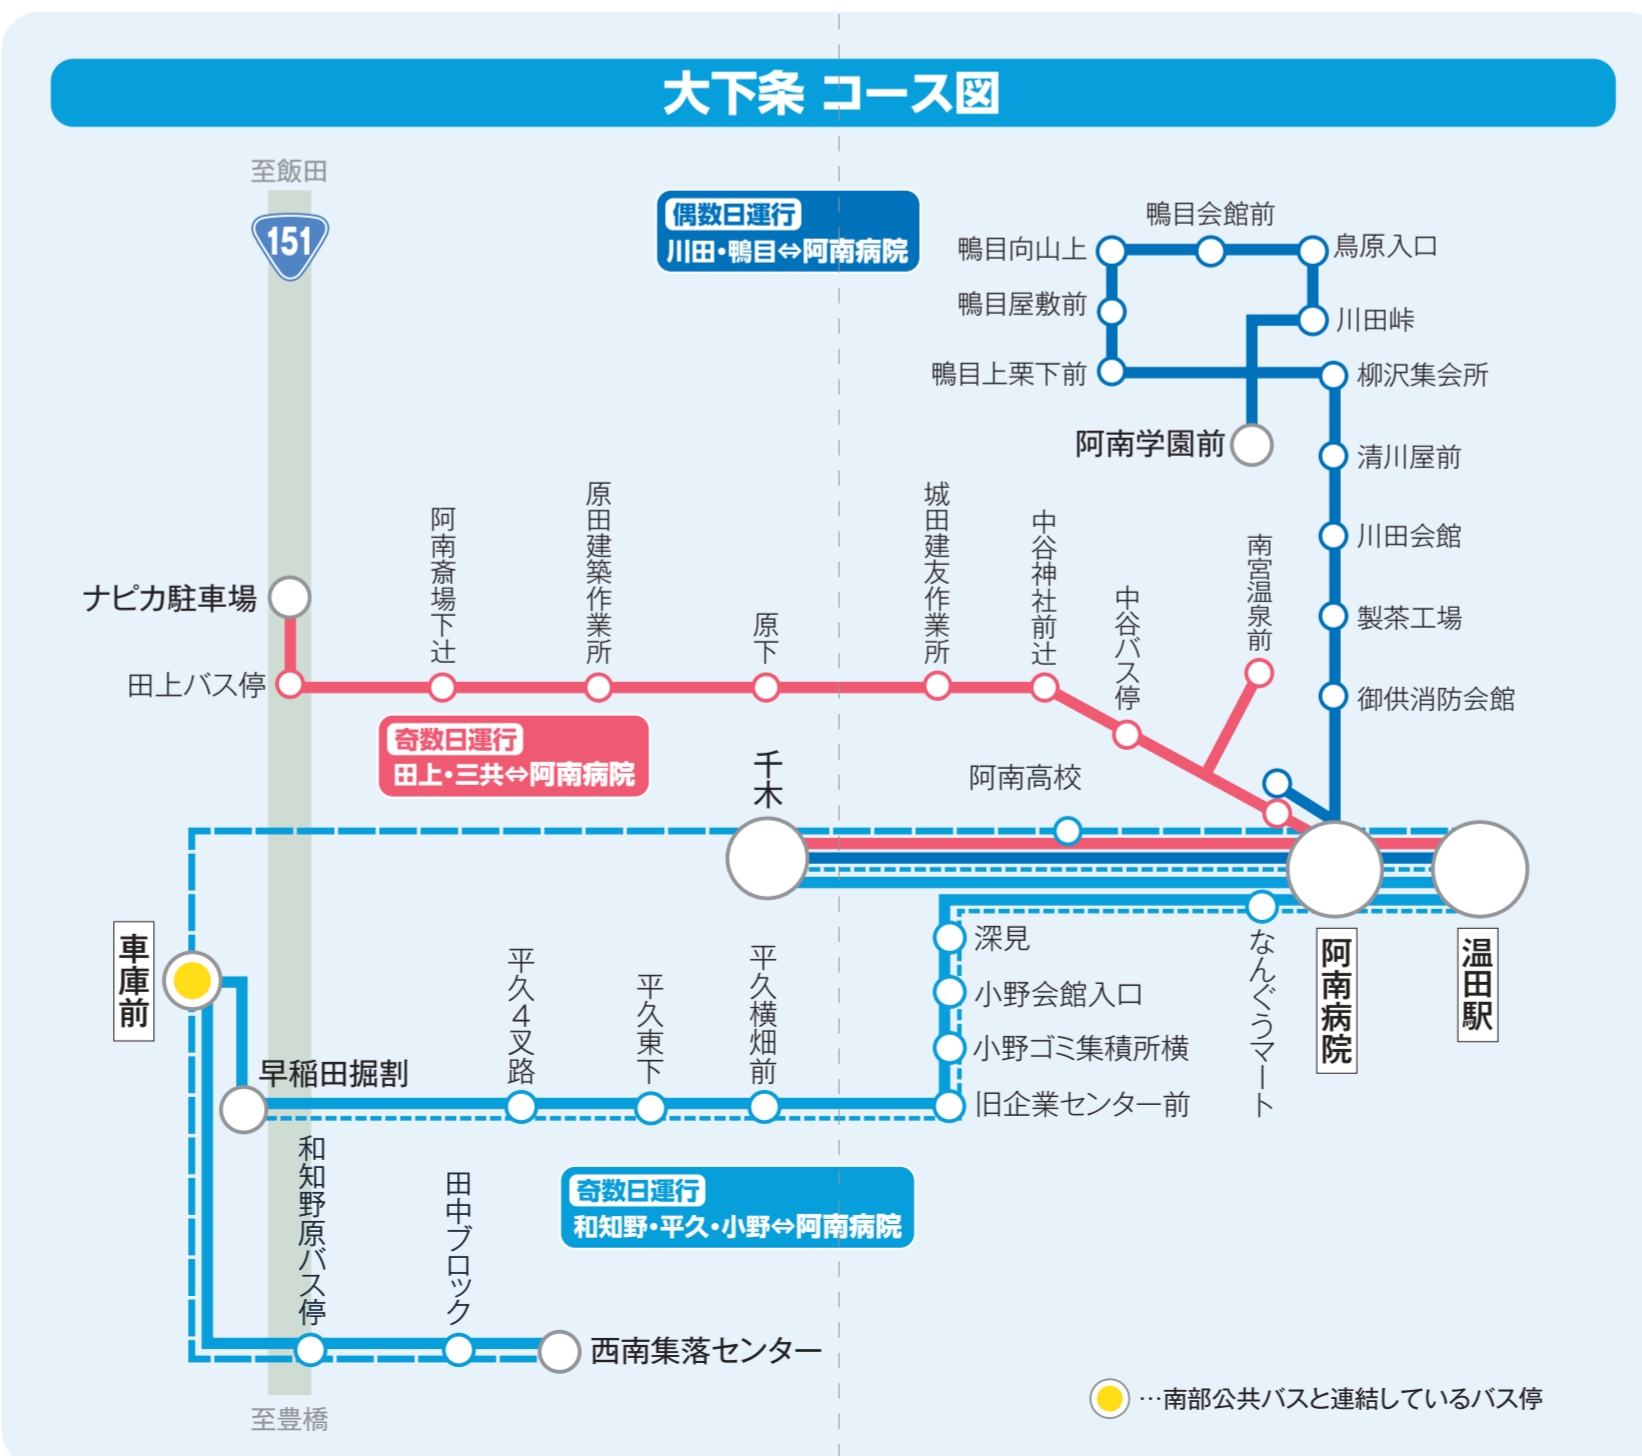 大下条 コース図
至飯田
151
偶数日運行
川田・鴨目⇔阿南病院
鴨目会館前
鴨目向山上
鳥原入口
鴨目屋敷前
川田峠
鴨目上栗下前
柳沢集会所
阿南学園前
清川屋前
川田会館
製茶工場
御供消防会館
ナピカ駐車場
田上バス停
阿南斎場下辻
原田建築作業所
原下
城田建友作業所
中谷神社前辻
中谷バス停
南宮温泉前
奇数日運行
田上・三共⇔阿南病院
千木
阿南高校
車庫前
早稲田掘割
平久4叉路
平久東下
平久横畑前
深見
小野会館入口
小野ゴミ集積所横
旧企業センター前
なんぐうマート
阿南病院
温田駅
和知野原バス停
田中ブロック
奇数日運行
和知野・平久・小野⇔阿南病院
西南集落センター
至豊橋
…南部公共バスと連結しているバス停